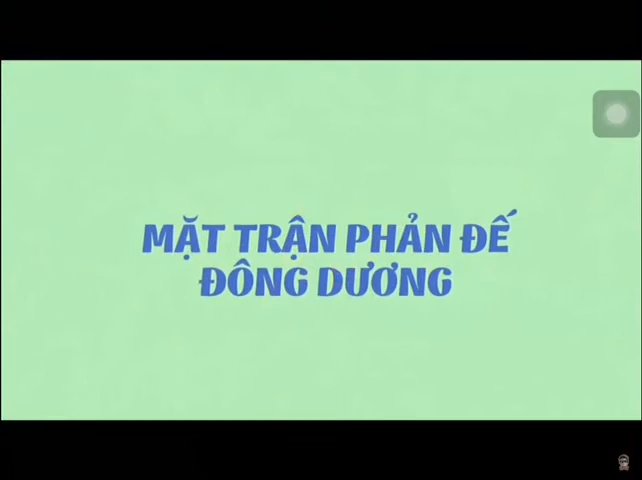 MẶT TRẬN PHẢN ĐẾ
ĐÔNG DƯƠNG